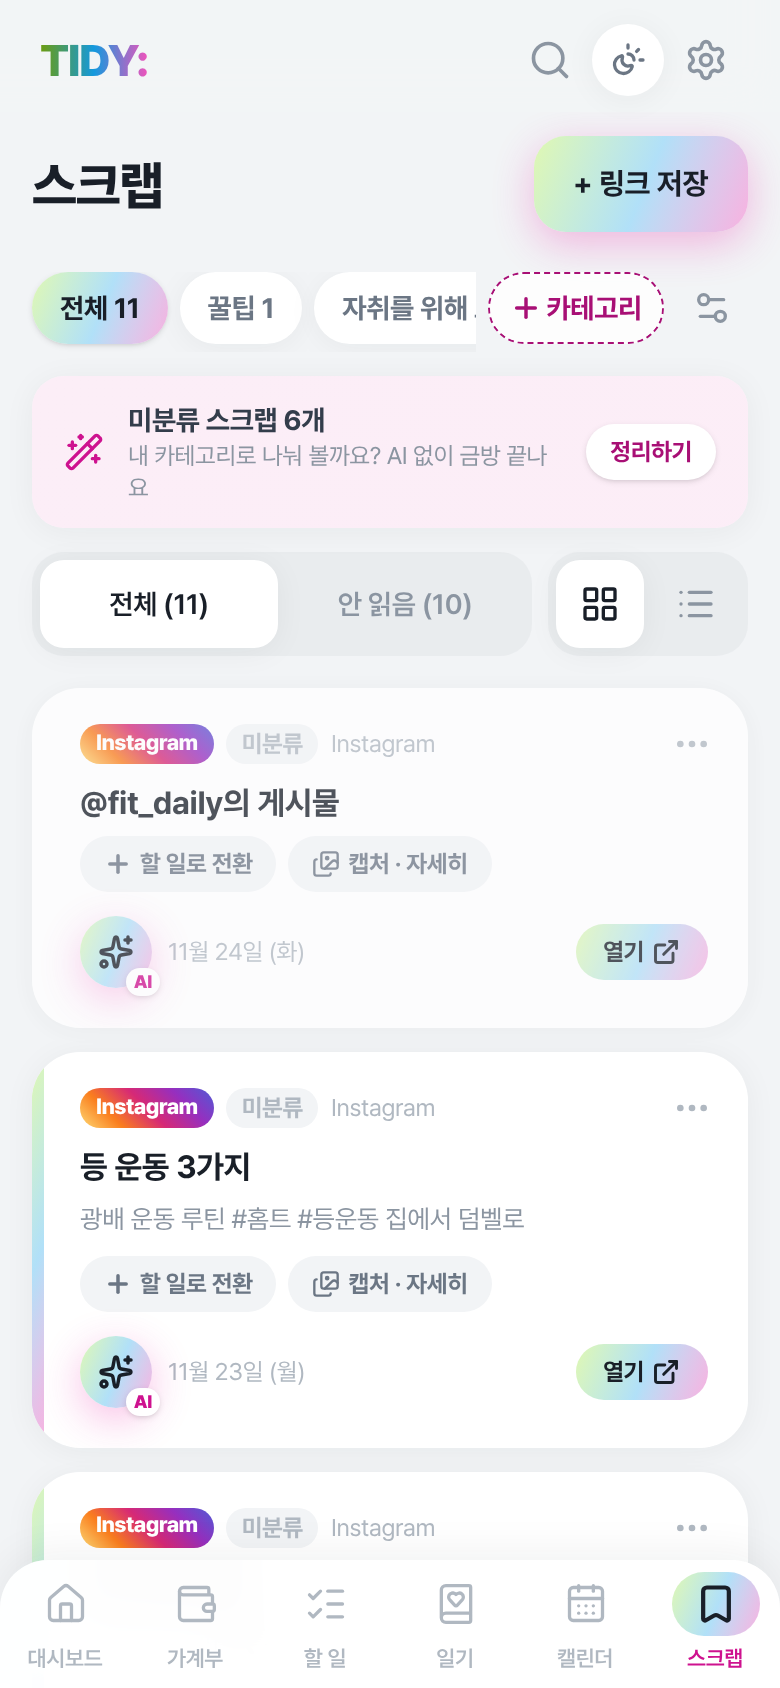 TIDY:
스크랩
+ 링크 저장
전체 11
꿀팁 1
자취를 위해
+ 카테고리
미분류 스크랩 6개
내 카테고리로 나눠 볼까요? AI 없이 금방 끝나
요
정리하기
전체 (11)
안 읽음 (10)
Instagram 미분류 Instagram
@fit_daily의 게시물
+ 할 일로 전환
캡처 · 자세히
AI
11월 24일 (화)
열기
Instagram 미분류 Instagram
등 운동 3가지
광배 운동 루틴 #홈트 #등운동 집에서 덤벨로
+ 할 일로 전환
캡처 · 자세히
AI
11월 23일 (월)
열기
Instagram 미분류 Instagram
대시보드
가계부
할 일
일기
캘린더
스크랩